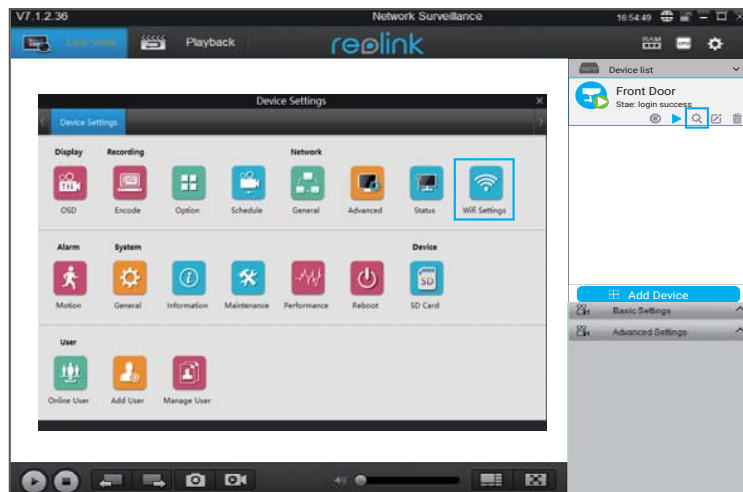 V7.1.2.36 Network Surveillance 16:54:49
Live View Playback reolink RAM CPU
Device list
Front Door
Stae: login success
Device Settings
Device Settings
Display Recording Network
OSD Encode Option Schedule General Advanced Status Wifi Settings
Alarm System Device
SD
Motion General Information Maintenance Performance Reboot SD Card
User
Online User Add User Manage User
Add Device
Basic Settings
Advanced Settings